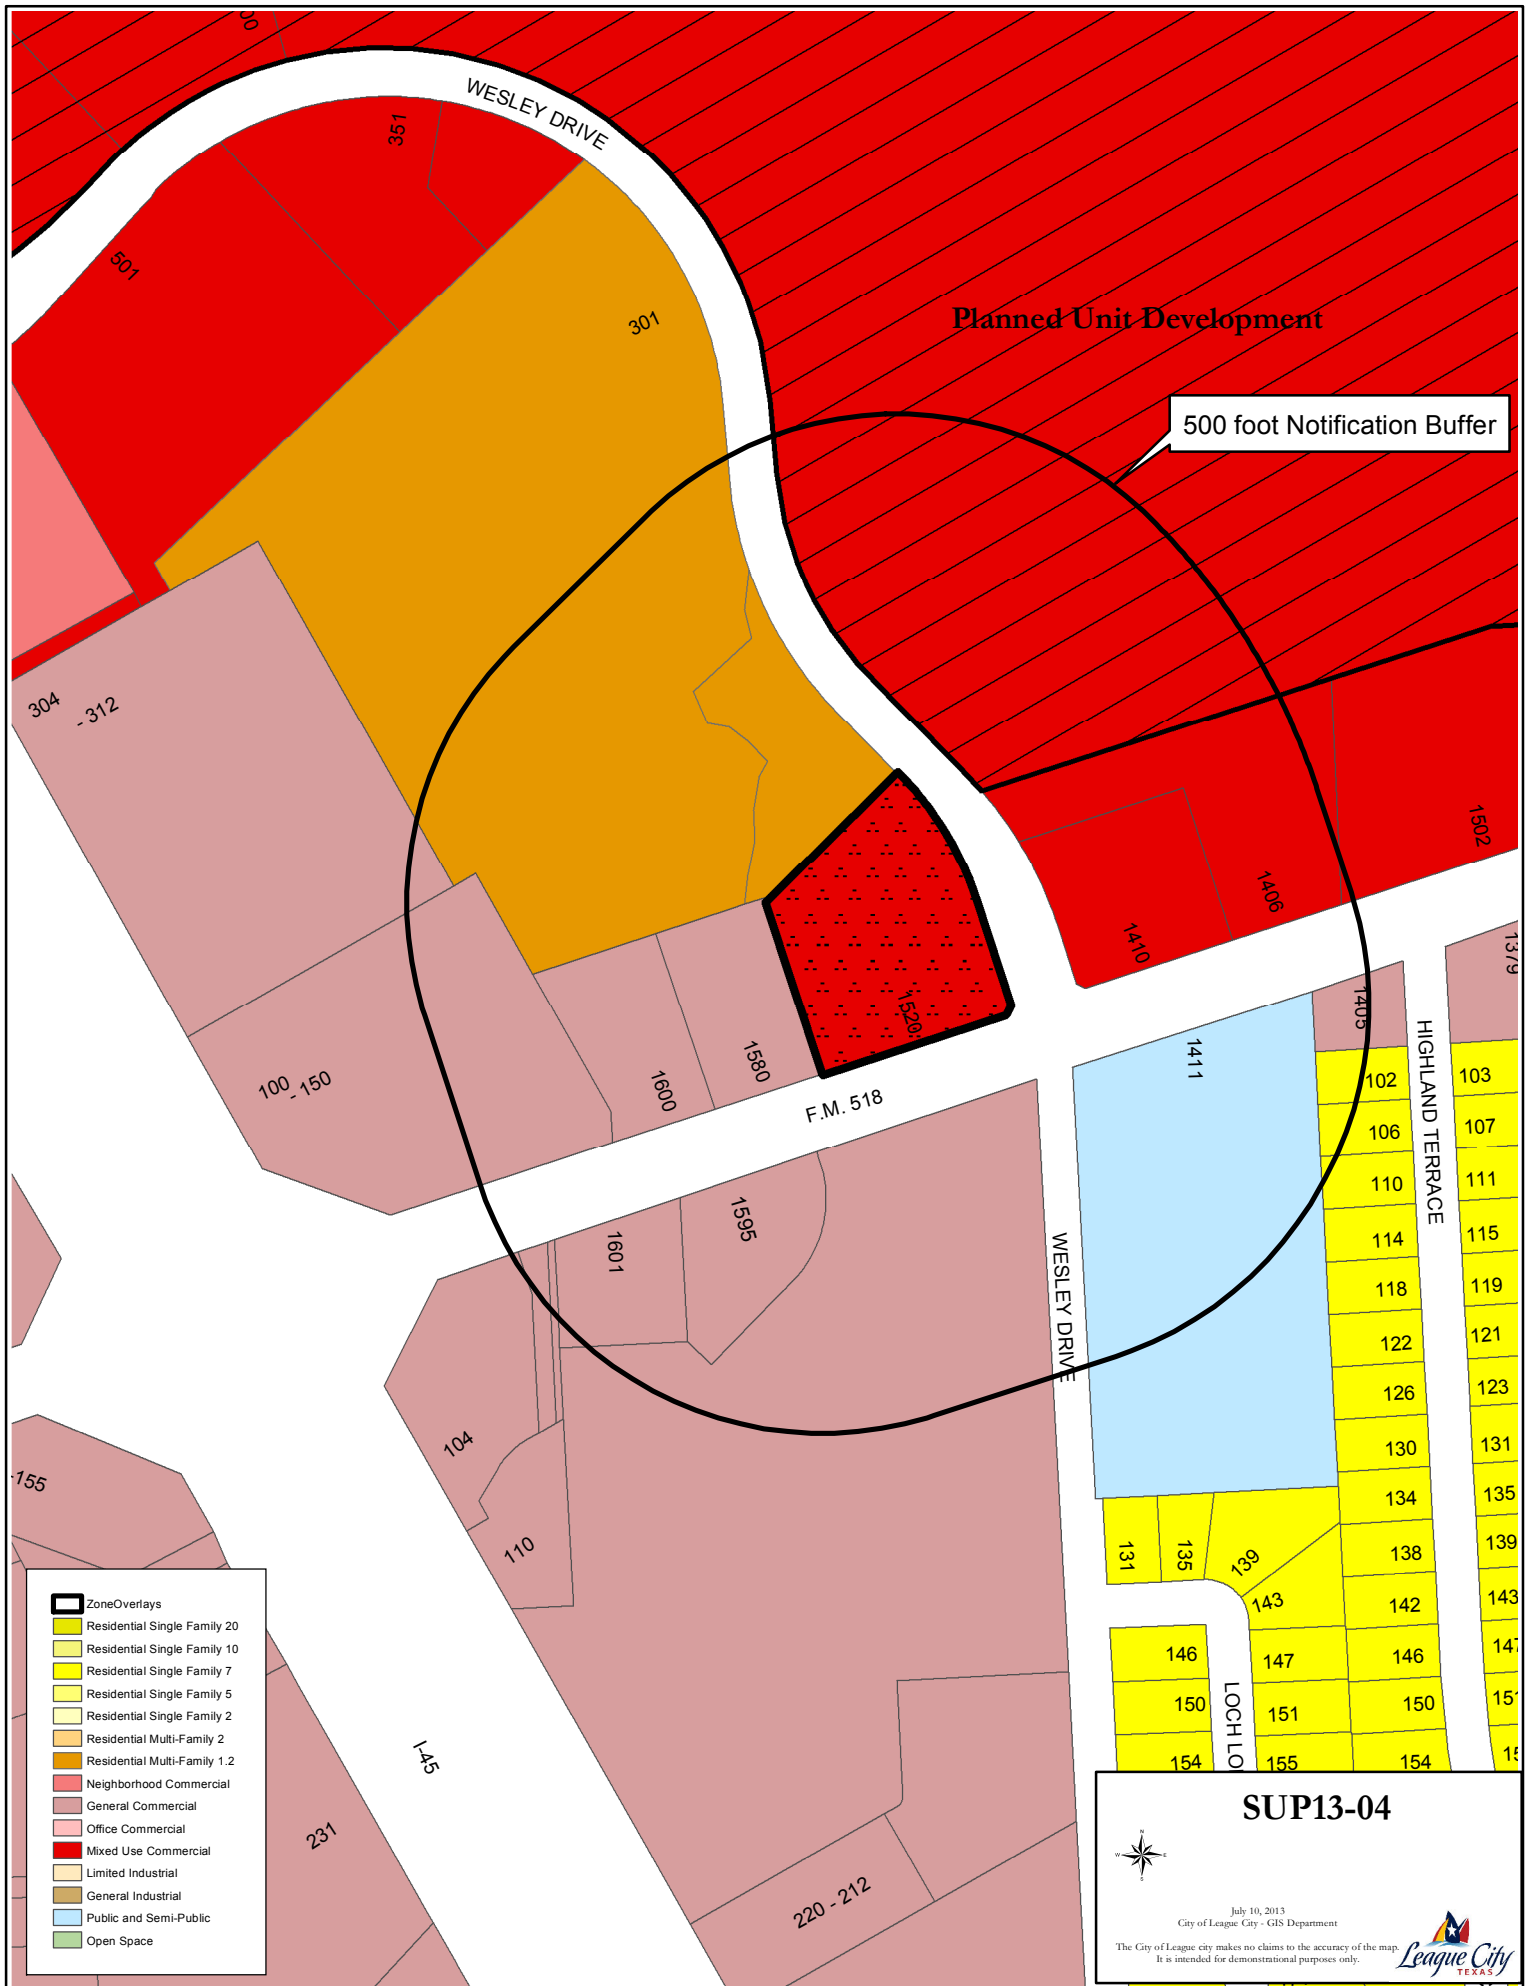 00
WESLEY DRIVE
351
501
301
Planned Unit Development
500 foot Notification Buffer
304
- 312
1502
1406
1410
1520
1379
1405
1411
HIGHLAND TERRACE
100 - 150
1600
1580
F.M. 518
102
103
106
107
110
111
114
115
118
119
122
121
126
123
130
131
134
135
138
139
142
143
146
147
150
151
154
15
1601
1595
WESLEY DRIVE
104
110
-155
131
135
139
143
146
147
150
151
154
155
LOCH LO
I-45
231
220 - 212
ZoneOverlays
Residential Single Family 20
Residential Single Family 10
Residential Single Family 7
Residential Single Family 5
Residential Single Family 2
Residential Multi-Family 2
Residential Multi-Family 1.2
Neighborhood Commercial
General Commercial
Office Commercial
Mixed Use Commercial
Limited Industrial
General Industrial
Public and Semi-Public
Open Space
SUP13-04
N
W E
S
July 10, 2013
City of League City - GIS Department
The City of League city makes no claims to the accuracy of the map.
It is intended for demonstrational purposes only.
League City
TEXAS